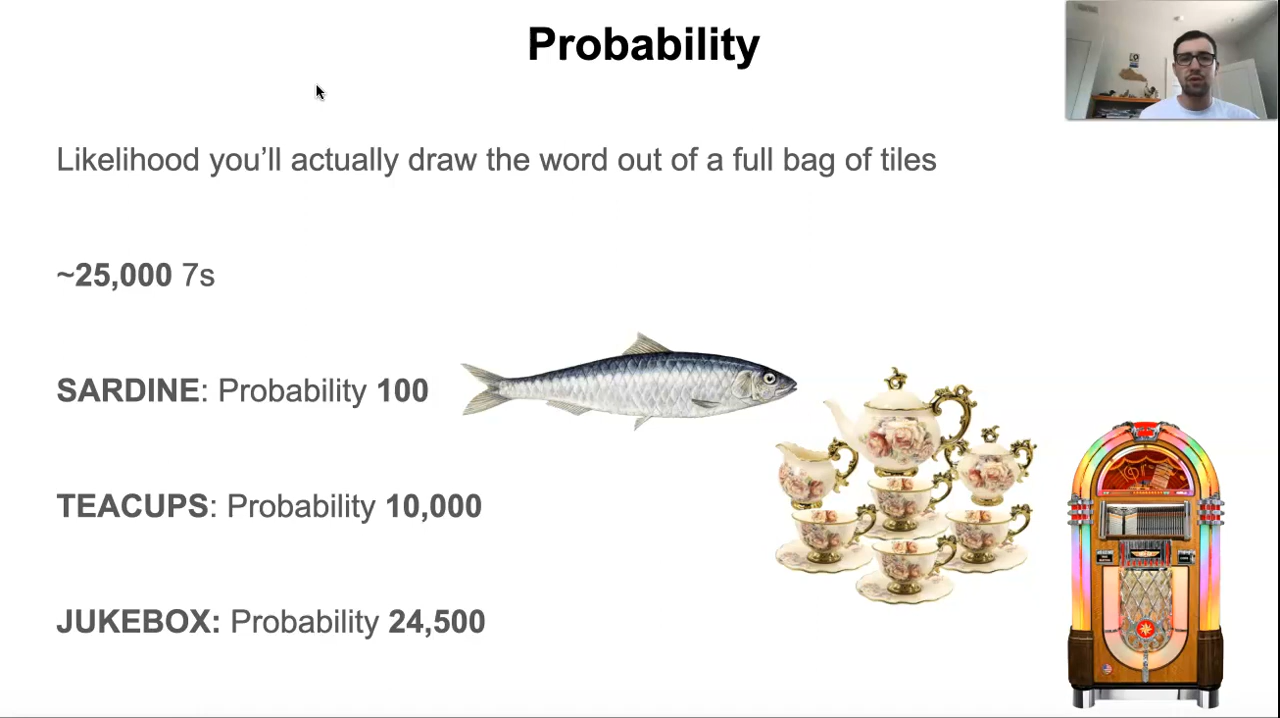 Probability
Likelihood you’ll actually draw the word out of a full bag of tiles
~25,000 7s
SARDINE: Probability 100
TEACUPS: Probability 10,000
JUKEBOX: Probability 24,500